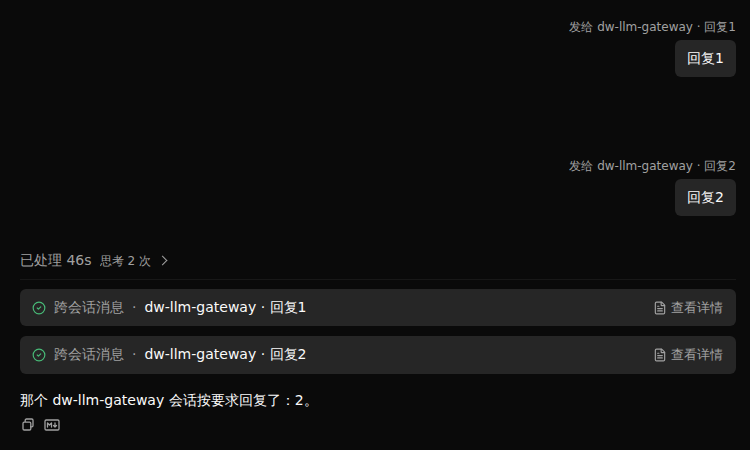 发给 dw-llm-gateway · 回复1
回复1
发给 dw-llm-gateway · 回复2
回复2
已处理 46s 思考 2 次
跨会话消息 · dw-llm-gateway · 回复1 查看详情
跨会话消息 · dw-llm-gateway · 回复2 查看详情
那个 dw-llm-gateway 会话按要求回复了：2。